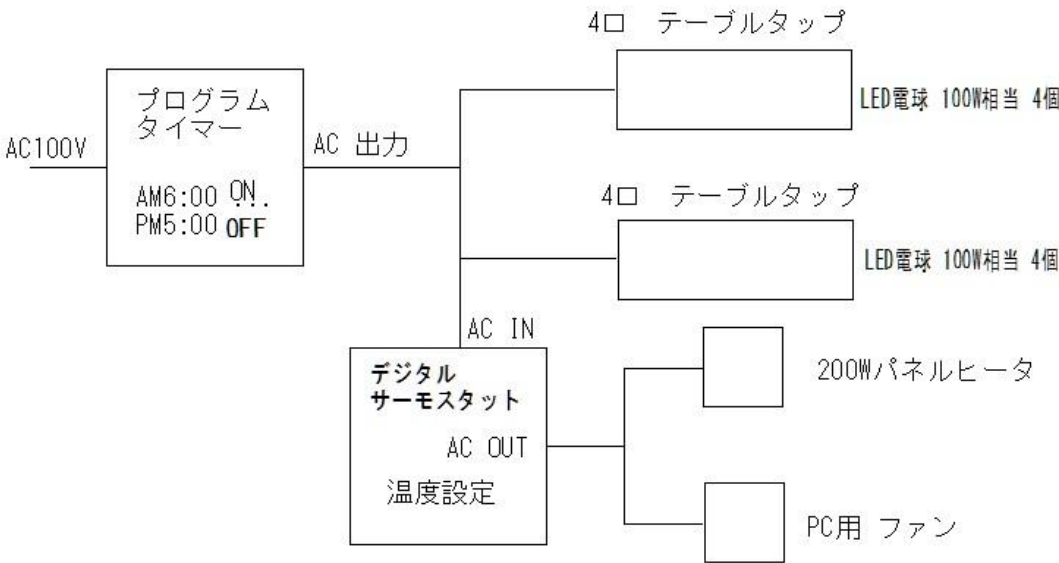 4口 テーブルタップ
LED電球 100W相当 4個
プログラム
タイマー
AC100V
AC 出力
AM6:00 ON
PM5:00 OFF
4口 テーブルタップ
LED電球 100W相当 4個
AC IN
デジタル
サーモスタット
200Wパネルヒータ
AC OUT
温度設定
PC用 ファン